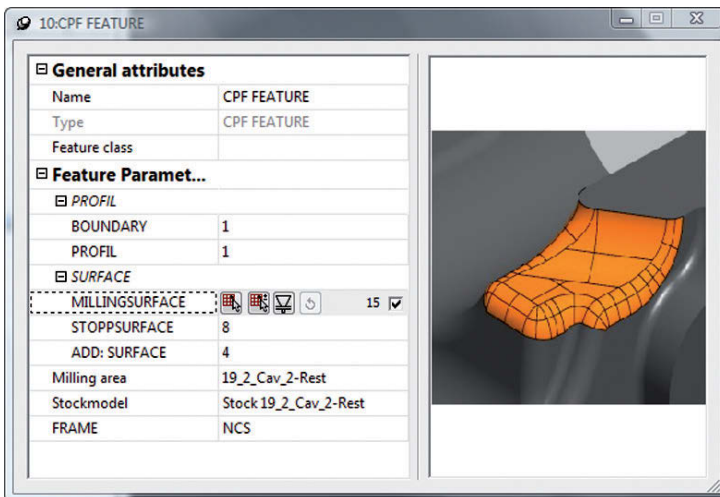 10:CPF FEATURE
General attributes
Name CPF FEATURE
Type CPF FEATURE
Feature class
Feature Paramet...
PROFIL
BOUNDARY 1
PROFIL 1
SURFACE
MILLINGSURFACE 15
STOPPSURFACE 8
ADD: SURFACE 4
Milling area 19_2_Cav_2-Rest
Stockmodel Stock 19_2_Cav_2-Rest
FRAME NCS